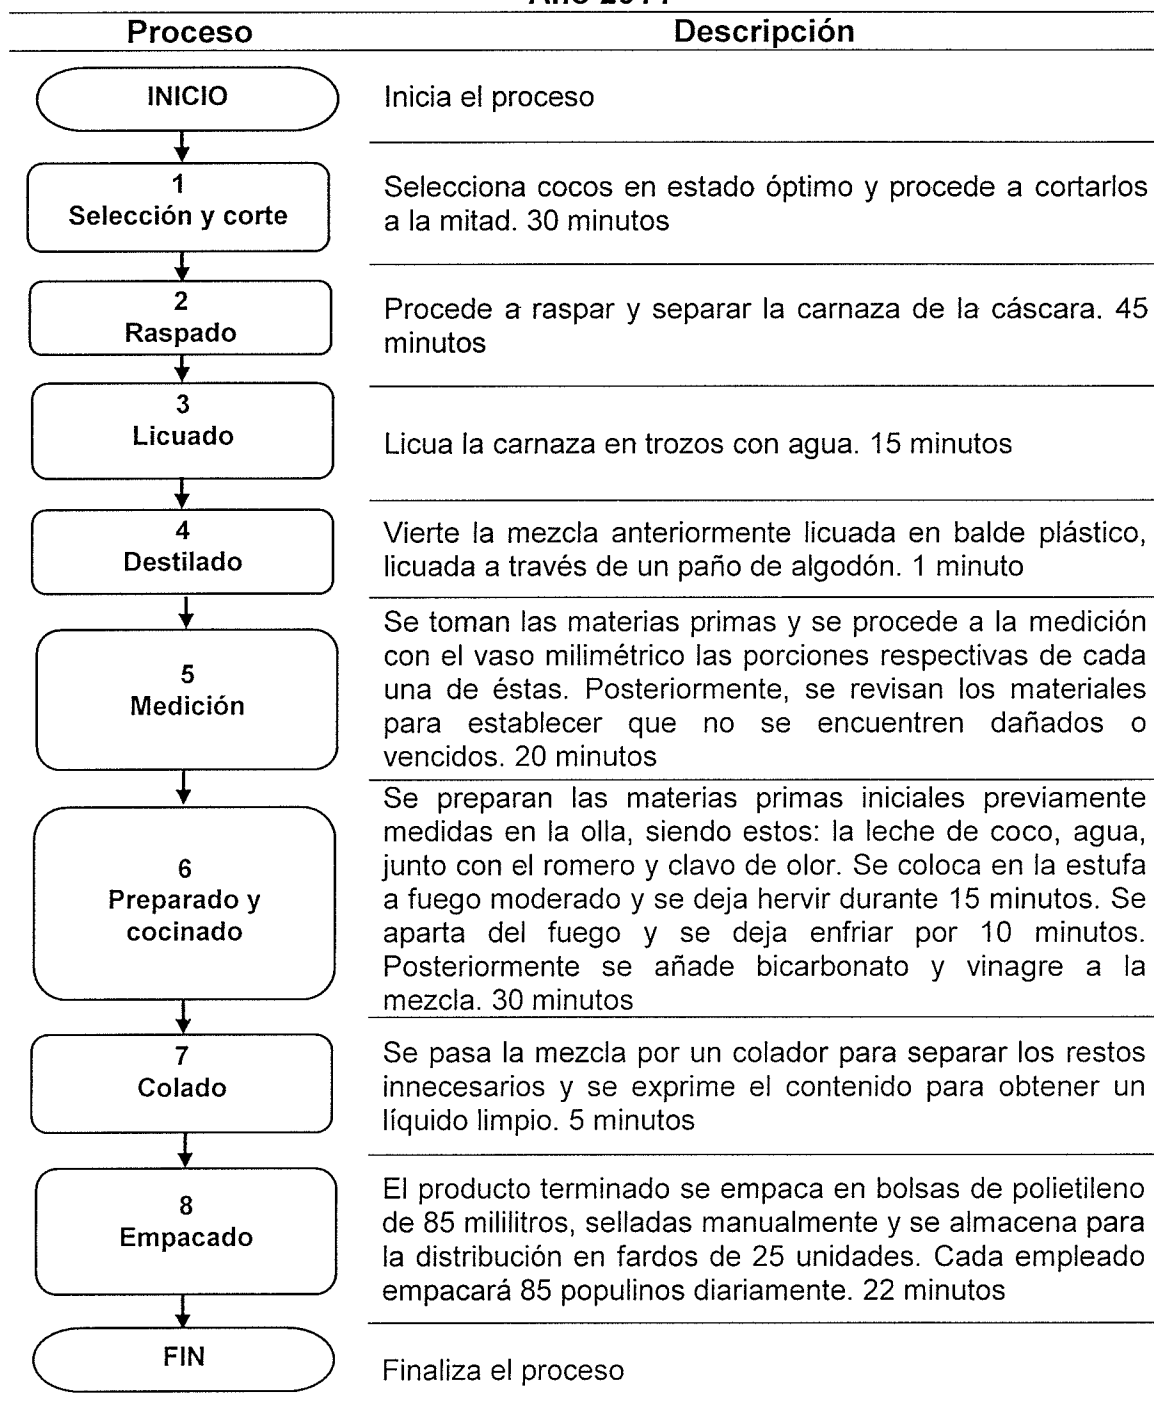 Proceso Descripción
INICIO
Inicia el proceso
1
Selección y corte
Selecciona cocos en estado óptimo y procede a cortarlos
a la mitad. 30 minutos
2
Raspado
Procede a raspar y separar la carnaza de la cáscara. 45
minutos
3
Licuado
Licua la carnaza en trozos con agua. 15 minutos
4
Destilado
Vierte la mezcla anteriormente licuada en balde plástico,
licuada a través de un paño de algodón. 1 minuto
5
Medición
Se toman las materias primas y se procede a la medición
con el vaso milimétrico las porciones respectivas de cada
una de éstas. Posteriormente, se revisan los materiales
para establecer que no se encuentren dañados o
vencidos. 20 minutos
6
Preparado y
cocinado
Se preparan las materias primas iniciales previamente
medidas en la olla, siendo estos: la leche de coco, agua,
junto con el romero y clavo de olor. Se coloca en la estufa
a fuego moderado y se deja hervir durante 15 minutos. Se
aparta del fuego y se deja enfriar por 10 minutos.
Posteriormente se añade bicarbonato y vinagre a la
mezcla. 30 minutos
7
Colado
Se pasa la mezcla por un colador para separar los restos
innecesarios y se exprime el contenido para obtener un
líquido limpio. 5 minutos
8
Empacado
El producto terminado se empaca en bolsas de polietileno
de 85 mililitros, selladas manualmente y se almacena para
la distribución en fardos de 25 unidades. Cada empleado
empacará 85 populinos diariamente. 22 minutos
FIN
Finaliza el proceso